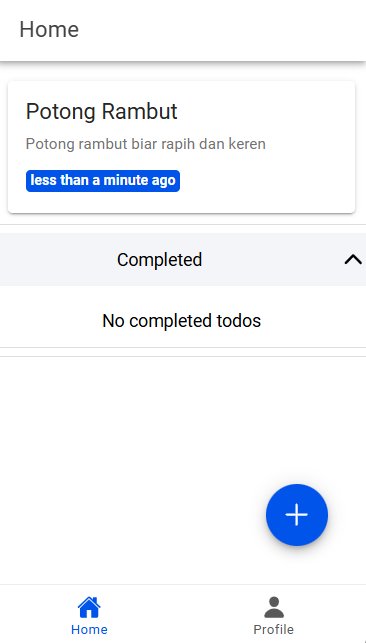 Home
Potong Rambut
Potong rambut biar rapih dan keren
less than a minute ago
Completed
No completed todos
Home
Profile